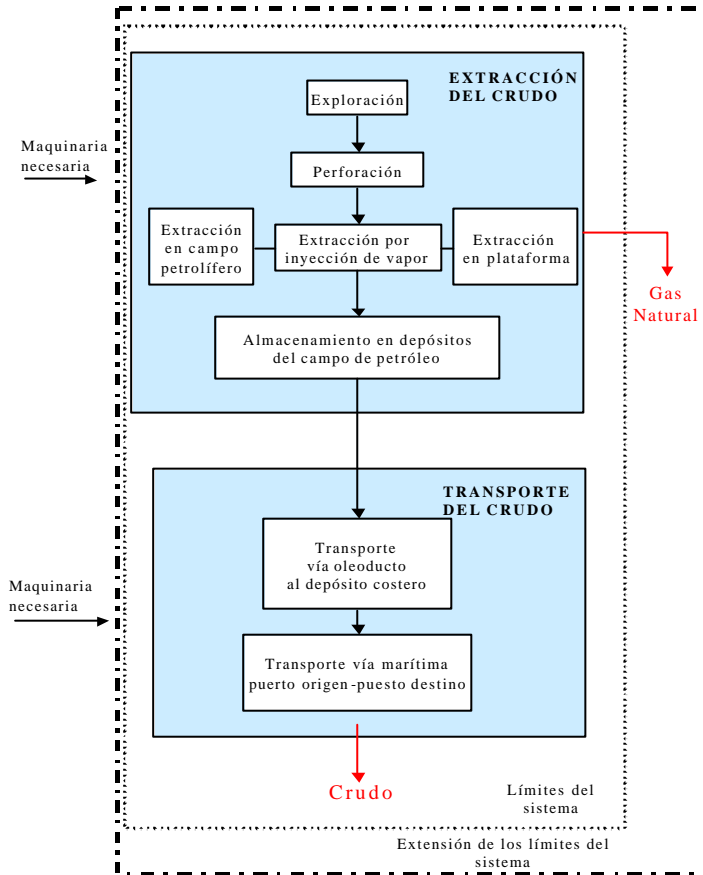 EXTRACCIÓN
DEL CRUDO
Exploración
Maquinaria
necesaria
Perforación
Extracción
en campo
petrolífero
Extracción por
inyección de vapor
Extracción
en plataforma
Gas
Natural
Almacenamiento en depósitos
del campo de petróleo
TRANSPORTE
DEL CRUDO
Transporte
vía oleoducto
al depósito costero
Maquinaria
necesaria
Transporte vía marítima
puerto origen-puesto destino
Crudo
Límites del
sistema
Extensión de los límites del
sistema